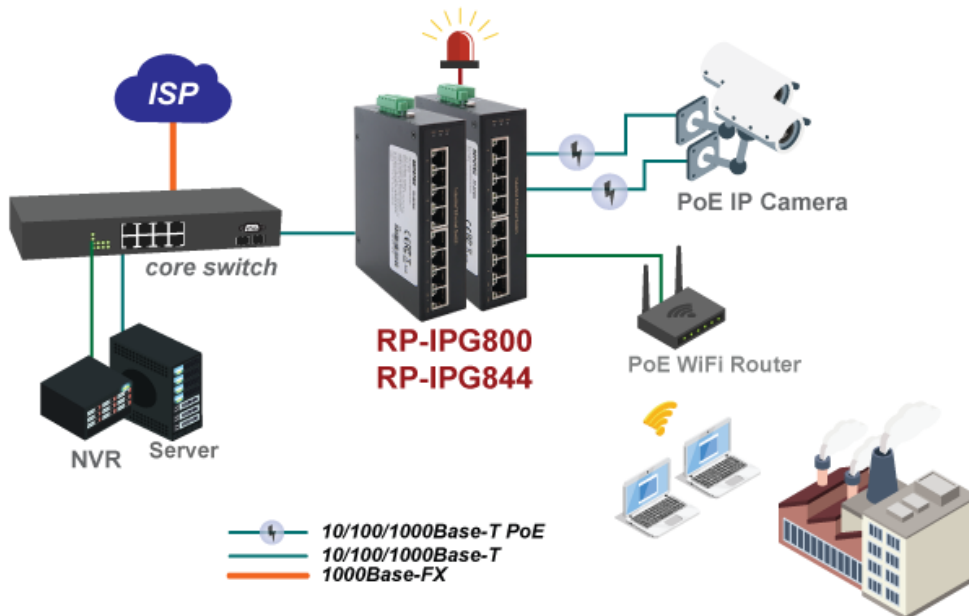 ISP
PoE IP Camera
core switch
RP-IPG800
RP-IPG844
PoE WiFi Router
NVR
Server
10/100/1000Base-T PoE
10/100/1000Base-T
1000Base-FX